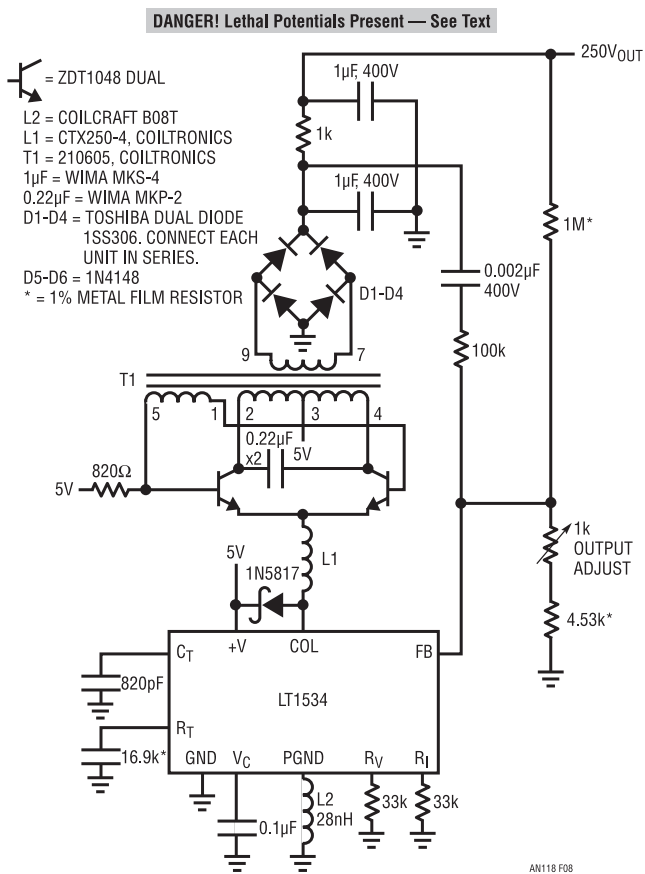 DANGER! Lethal Potentials Present — See Text
= ZDT1048 DUAL
L2 = COILCRAFT B08T
L1 = CTX250-4, COILTRONICS
T1 = 210605, COILTRONICS
1µF = WIMA MKS-4
0.22µF = WIMA MKP-2
D1-D4 = TOSHIBA DUAL DIODE
1SS306. CONNECT EACH
UNIT IN SERIES.
D5-D6 = 1N4148
* = 1% METAL FILM RESISTOR
250VOUT
1µF, 400V
1k
1µF, 400V
1M*
0.002µF
400V
D1-D4
100k
9
7
T1
5
1
2
3
4
0.22µF
x2
5V
820Ω
5V
1k
OUTPUT
ADJUST
L1
5V
1N5817
4.53k*
+V
COL
FB
CT
820pF
LT1534
RT
16.9k*
GND
VC
PGND
RV
RI
L2
28nH
33k
33k
0.1µF
AN118 F08